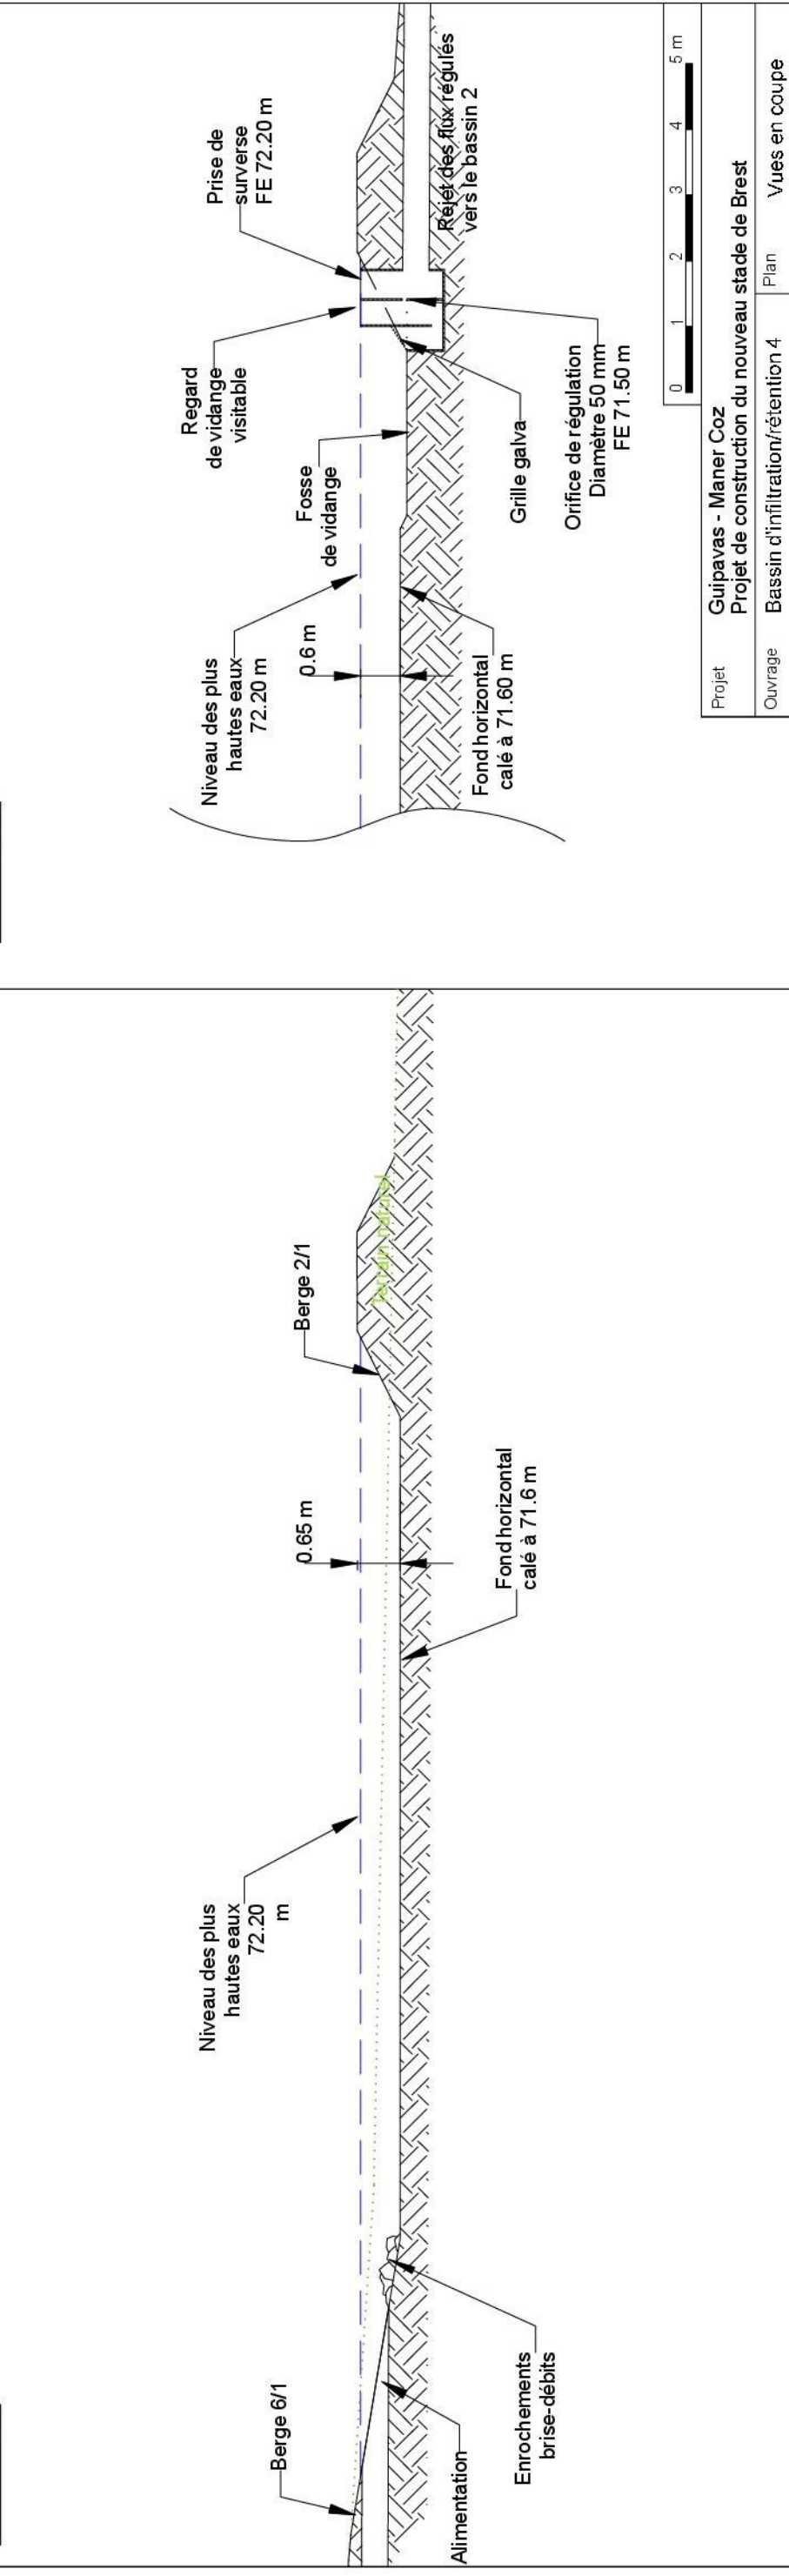 Niveau des plus
hautes eaux
72.20
m
Berge 6/1
Alimentation
Enrochements
brise-débits
0.65 m
Berge 2/1
Terrain naturel
Fond horizontal
calé à 71.6 m
Niveau des plus
hautes eaux
72.20 m
0.6 m
Fond horizontal
calé à 71.60 m
Fosse
de vidange
Regard
de vidange
visitable
Prise de
surverse
FE 72.20 m
Grille galva
Orifice de régulation
Diamètre 50 mm
FE 71.50 m
Rejet des flux régulés
vers le bassin 2
0 1 2 3 4 5 m
Projet Guipavas - Maner Coz
Projet de construction du nouveau stade de Brest
Ouvrage Bassin d'infiltration/rétention 4 Plan Vues en coupe